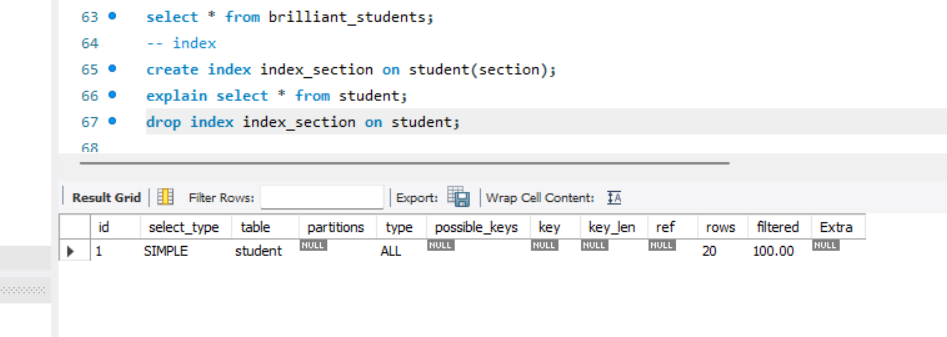 63 select * from brilliant_students;
64 -- index
65 create index index_section on student(section);
66 explain select * from student;
67 drop index index_section on student;
68
Result Grid Filter Rows: Export: Wrap Cell Content: IA
id select_type table partitions type possible_keys key key_len ref rows filtered Extra
1 SIMPLE student NULL ALL NULL NULL NULL NULL 20 100.00 NULL